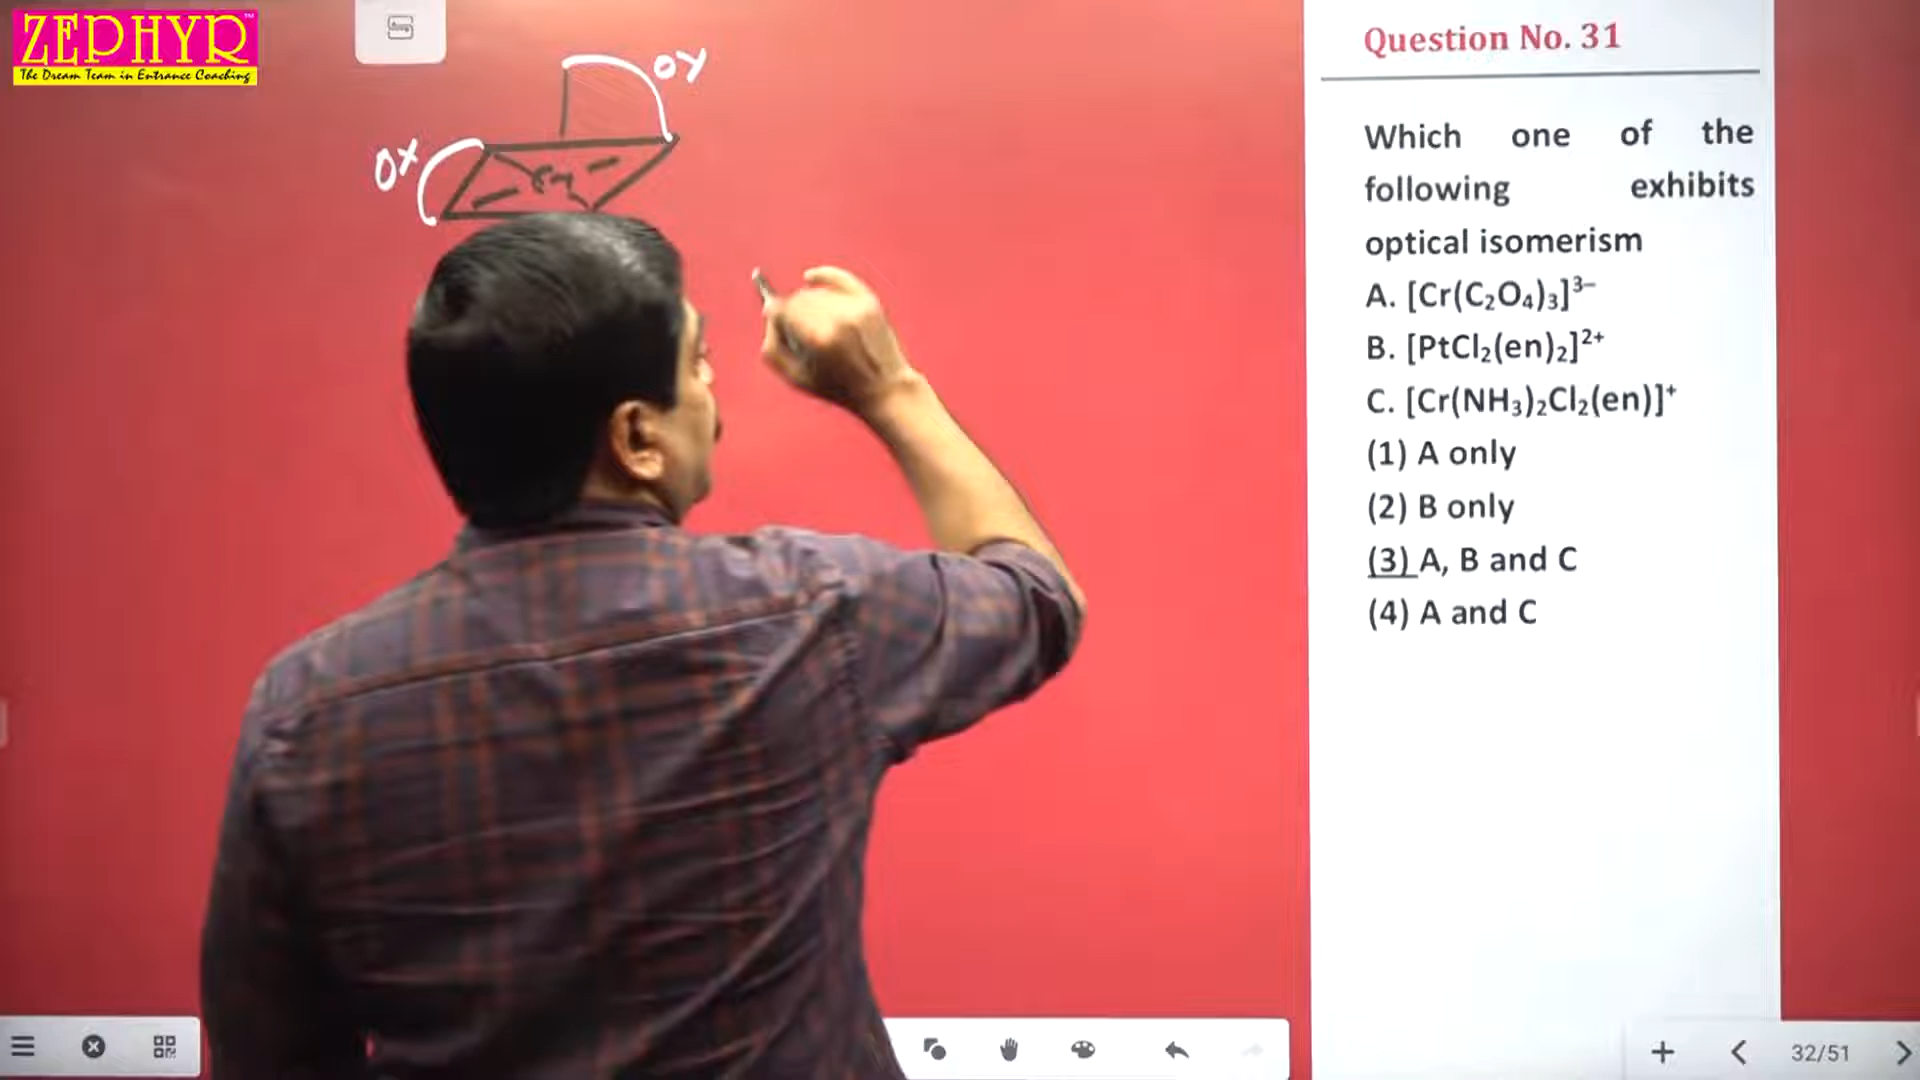 ZEPHYR™
The Dream Team in Entrance Coaching
Question No. 31
ox
oy
Which one of the
following exhibits
optical isomerism
A. [Cr(C₂O₄)₃]³⁻
B. [PtCl₂(en)₂]²⁺
C. [Cr(NH₃)₂Cl₂(en)]⁺
(1) A only
(2) B only
(3) A, B and C
(4) A and C
32/51